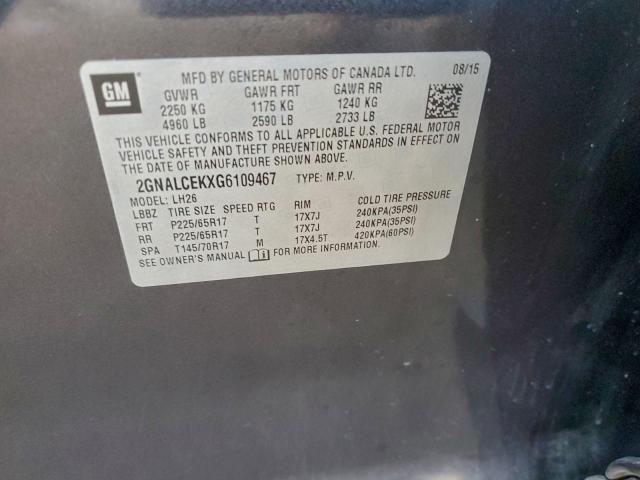 GM
MFD BY GENERAL MOTORS OF CANADA LTD. 08/15
GVWR GAWR FRT GAWR RR
2250 KG 1175 KG 1240 KG
4960 LB 2590 LB 2733 LB
THIS VEHICLE CONFORMS TO ALL APPLICABLE U.S. FEDERAL MOTOR
VEHICLE SAFETY AND THEFT PREVENTION STANDARDS IN EFFECT ON
THE DATE OF MANUFACTURE SHOWN ABOVE.
2GNALCEKXG6109467 TYPE: M.P.V.
MODEL: LH26
LBBZ TIRE SIZE SPEED RTG RIM COLD TIRE PRESSURE
FRT P225/65R17 T 17X7J 240KPA(35PSI)
RR P225/65R17 T 17X7J 240KPA(35PSI)
SPA T145/70R17 M 17X4.5T 420KPA(60PSI)
SEE OWNER'S MANUAL FOR MORE INFORMATION.